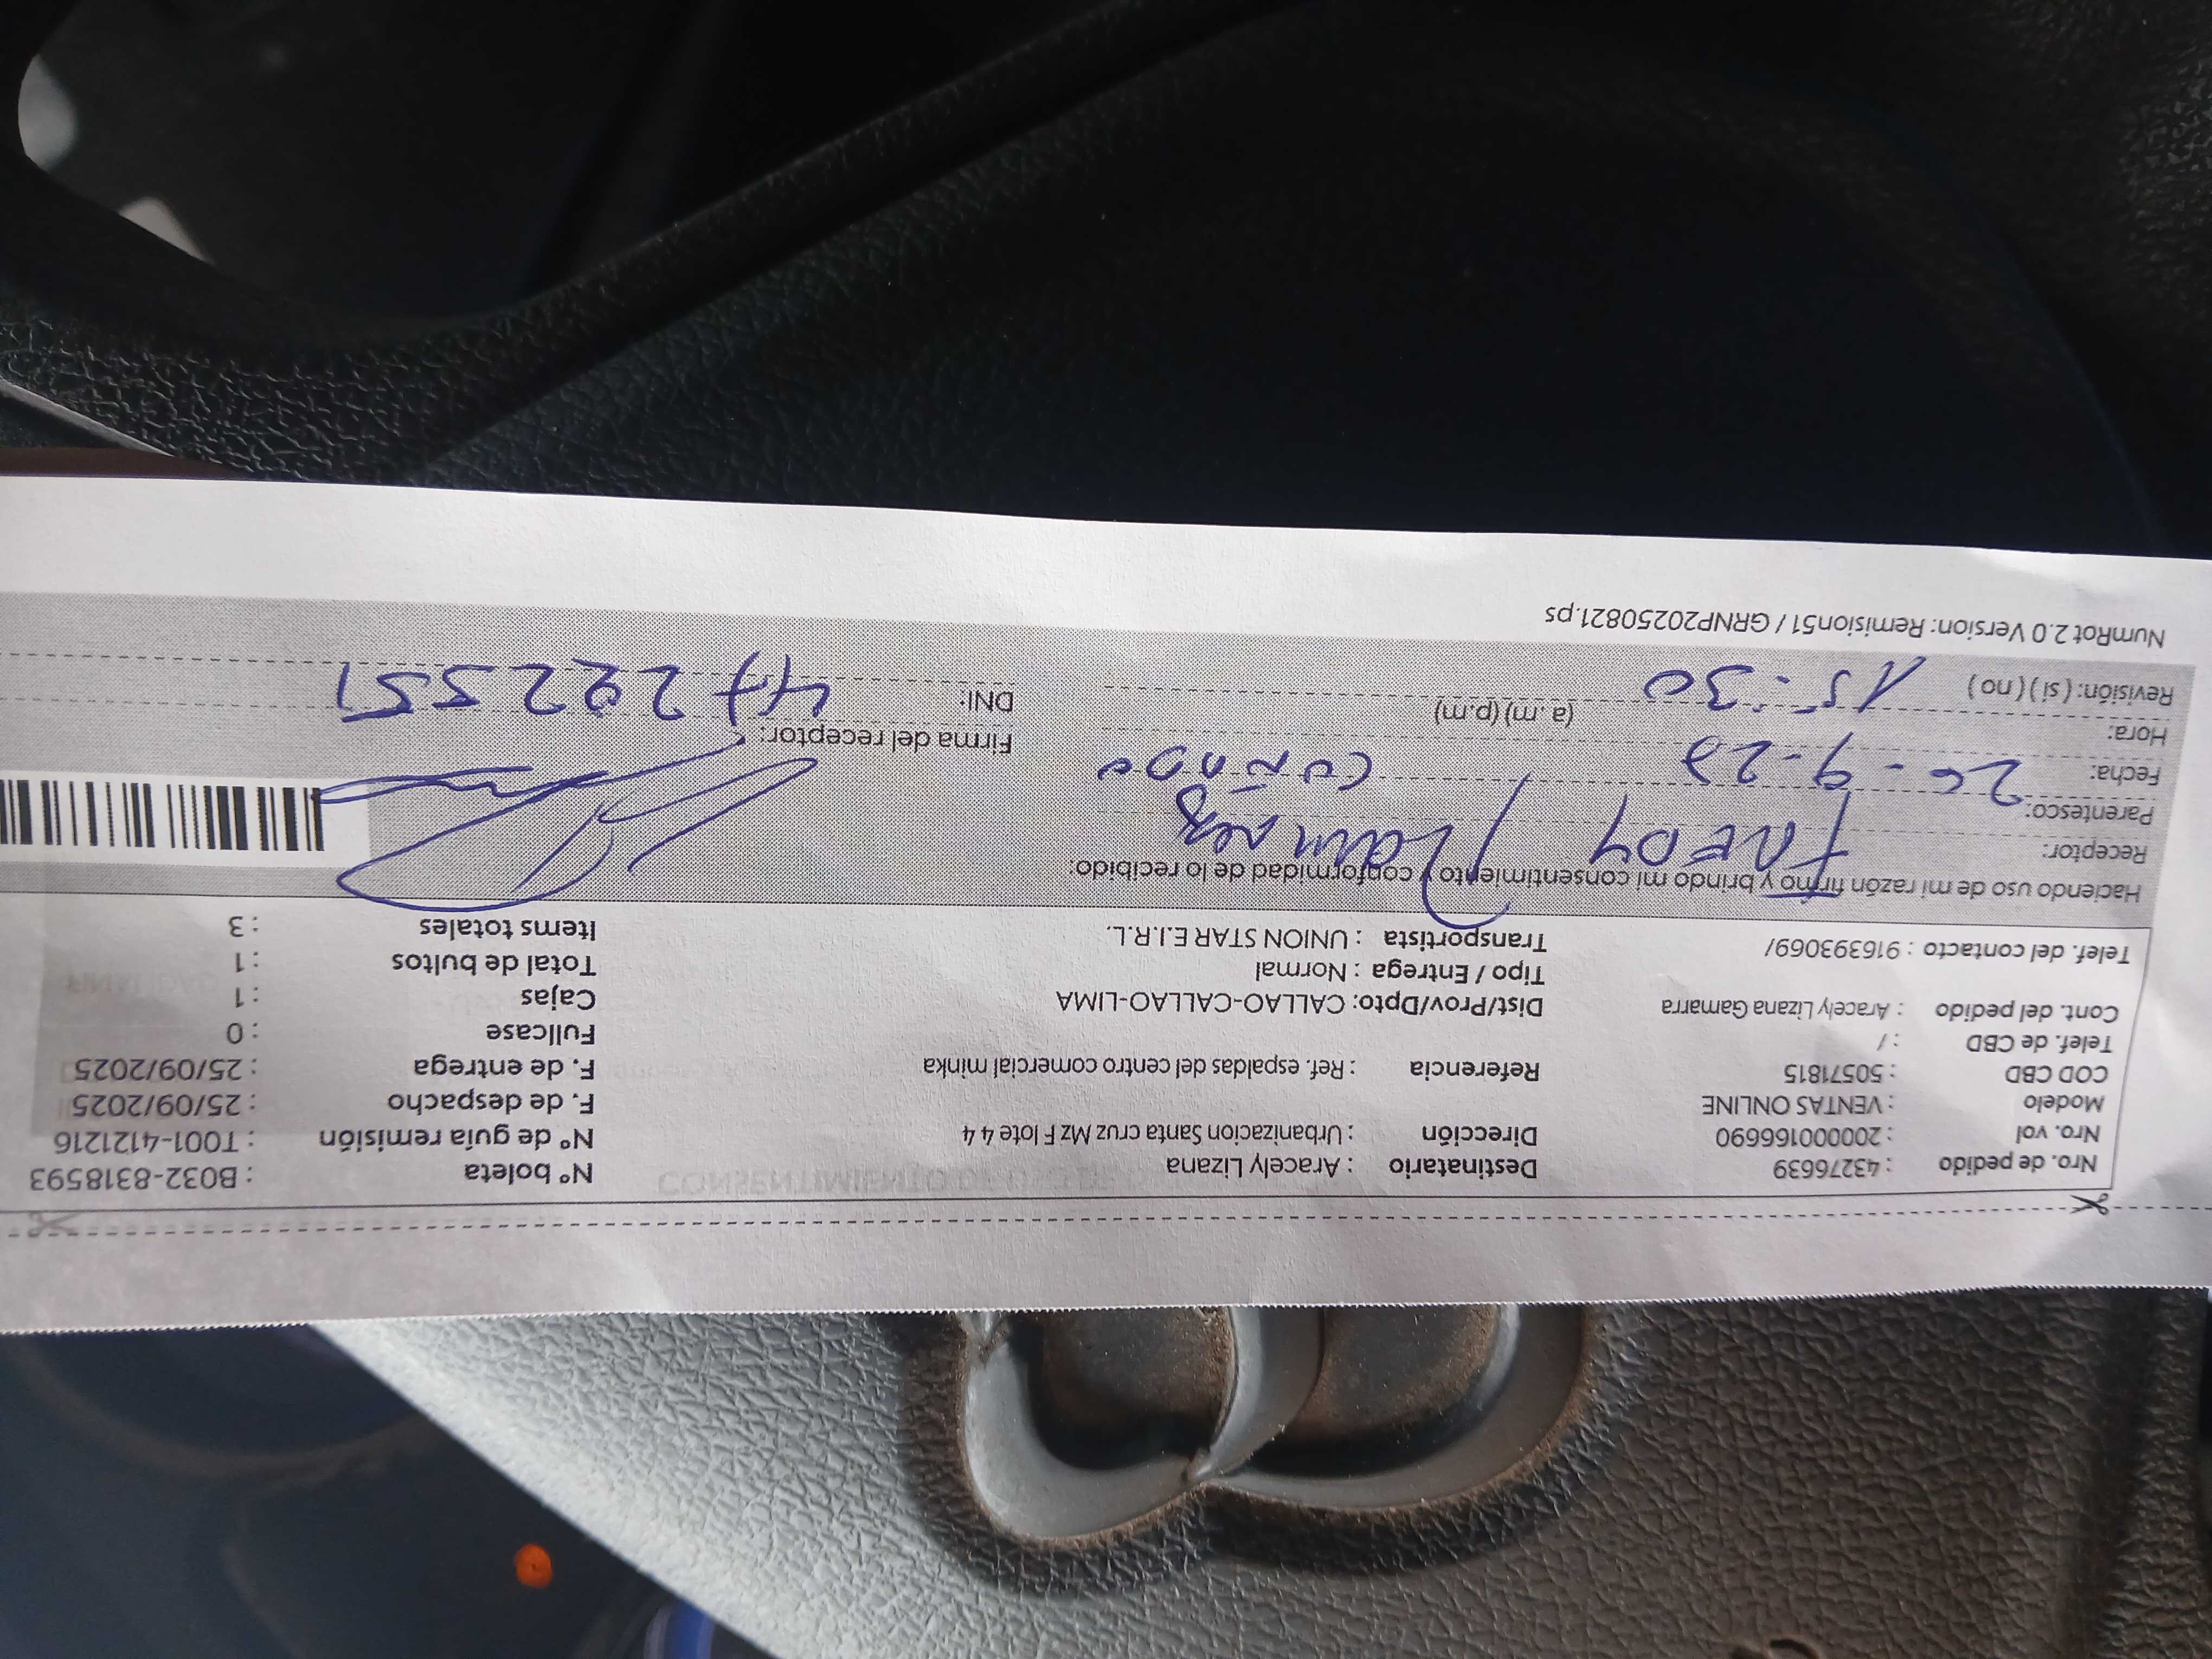 Nro. de pedido : 43276639 Destinatario : Aracely Lizana N° boleta : B032-8318593
Nro. vol : 20000166690 Dirección : Urbanizacion Santa cruz Mz F lote 4 4 N° de guía remisión : T001-4121216
Modelo : VENTAS ONLINE F. de despacho : 25/09/2025
COD CBD : 50571815 Referencia : Ref. espaldas del centro comercial minka F. de entrega : 25/09/2025
Telef. de CBD : / Fullcase : 0
Cont. del pedido : Aracely Lizana Gamarra Dist/Prov/Dpto: CALLAO-CALLAO-LIMA Cajas : 1
Tipo / Entrega : Normal Total de bultos : 1
Telef. del contacto : 916393069/ Transportista : UNION STAR E.I.R.L. Items totales : 3
Haciendo uso de mi razón firmo y brindo mi consentimiento y conformidad de lo recibido:
Receptor: Ramirez
Parentesco: Cuñado
Fecha:
Hora: 15:30 (a.m) (p.m) Firma del receptor:
Revisión: ( si ) ( no ) DNI: 47292551
NumRot 2.0 Version: Remision51 / GRNP20250821.ps